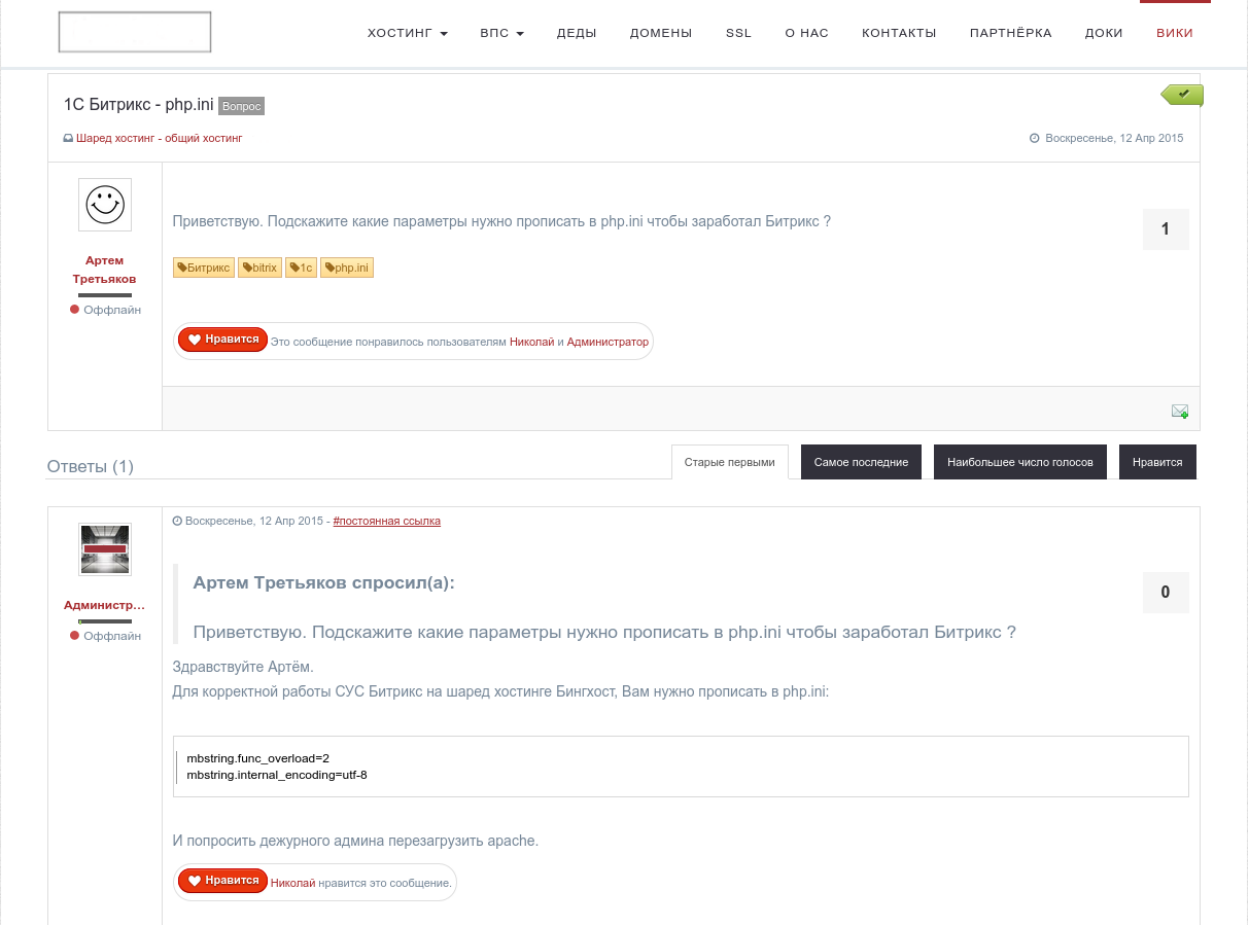 ХОСТИНГ ВПС ДЕДЫ ДОМЕНЫ SSL О НАС КОНТАКТЫ ПАРТНЁРКА ДОКИ ВИКИ
1С Битрикс - php.ini Вопрос
Шаред хостинг - общий хостинг
Воскресенье, 12 Апр 2015
Артем
Третьяков
Оффлайн
Приветствую. Подскажите какие параметры нужно прописать в php.ini чтобы заработал Битрикс ?
1
Битрикс bitrix 1c php.ini
Нравится Это сообщение понравилось пользователям Николай и Администратор
Ответы (1)
Старые первыми Самое последние Наибольшее число голосов Нравится
Администр...
Оффлайн
Воскресенье, 12 Апр 2015 - #постоянная ссылка
Артем Третьяков спросил(а):
0
Приветствую. Подскажите какие параметры нужно прописать в php.ini чтобы заработал Битрикс ?
Здравствуйте Артём.
Для корректной работы СУС Битрикс на шаред хостинге Бингхост, Вам нужно прописать в php.ini:
mbstring.func_overload=2
mbstring.internal_encoding=utf-8
И попросить дежурного админа перезагрузить apache.
Нравится Николай нравится это сообщение.